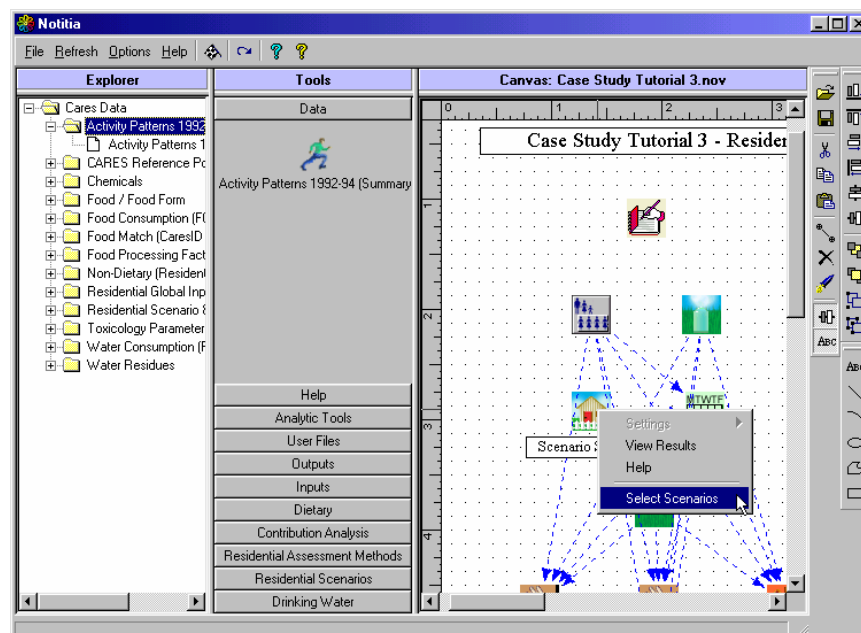 Notitia
File Refresh Options Help
Explorer
Tools
Canvas: Case Study Tutorial 3.nov
Cares Data
Activity Patterns 1992
Activity Patterns 1
CARES Reference Po
Chemicals
Food / Food Form
Food Consumption (F
Food Match (CaresID
Food Processing Fact
Non-Dietary (Resident
Residential Global Inp
Residential Scenario
Toxicology Parameter
Water Consumption (F
Water Residues
Data
Activity Patterns 1992-94 (Summary
Help
Analytic Tools
User Files
Outputs
Inputs
Dietary
Contribution Analysis
Residential Assessment Methods
Residential Scenarios
Drinking Water
0 1 2 3
Case Study Tutorial 3 - Resider
2
3
4
MTWTF
Scenario
Settings
View Results
Help
Select Scenarios
ABC
ABC